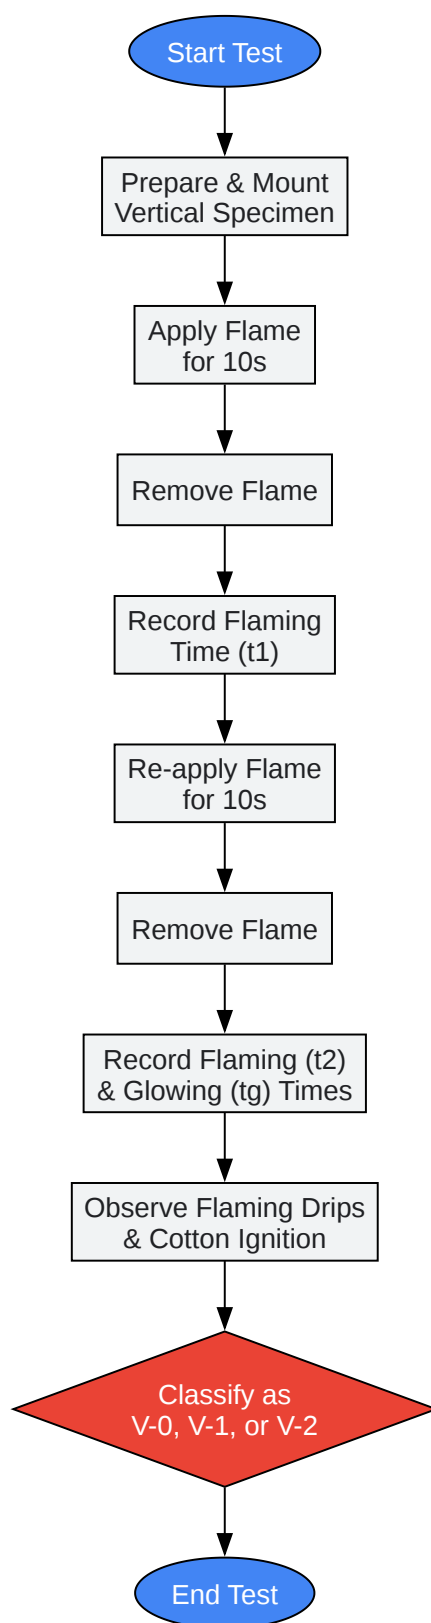 Start Test
Prepare & Mount
Vertical Specimen
Apply Flame
for 10s
Remove Flame
Record Flaming
Time (t1)
Re-apply Flame
for 10s
Remove Flame
Record Flaming (t2)
& Glowing (tg) Times
Observe Flaming Drips
& Cotton Ignition
Classify as
V-0, V-1, or V-2
End Test